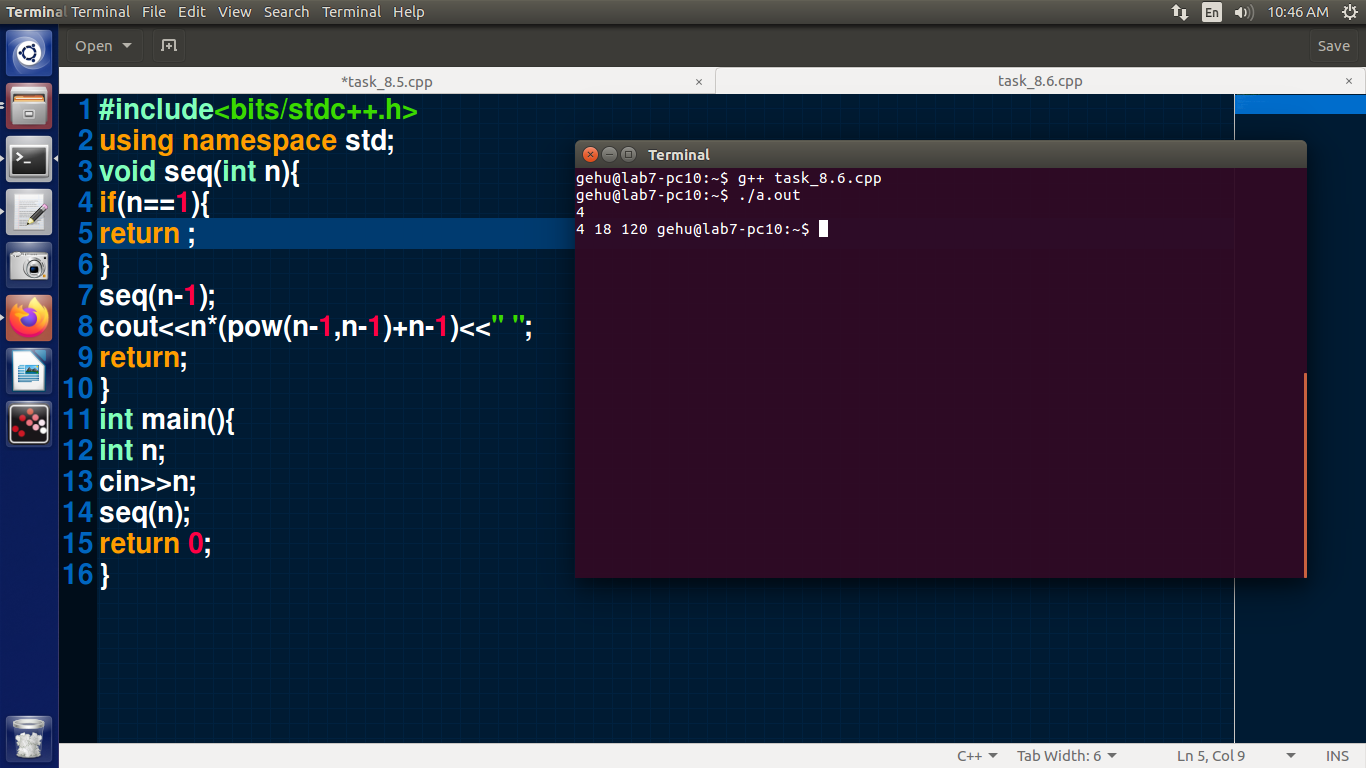 Terminal Terminal File Edit View Search Terminal Help En 10:46 AM
Open Save
*task_8.5.cpp × task_8.6.cpp ×
1 #include<bits/stdc++.h>
2 using namespace std;
3 void seq(int n){
4 if(n==1){
5 return ;
6 }
7 seq(n-1);
8 cout<<n*(pow(n-1,n-1)+n-1)<<" ";
9 return;
10 }
11 int main(){
12 int n;
13 cin>>n;
14 seq(n);
15 return 0;
16 }
Terminal
gehu@lab7-pc10:~$ g++ task_8.6.cpp
gehu@lab7-pc10:~$ ./a.out
4
4 18 120 gehu@lab7-pc10:~$
C++ Tab Width: 6 Ln 5, Col 9 INS